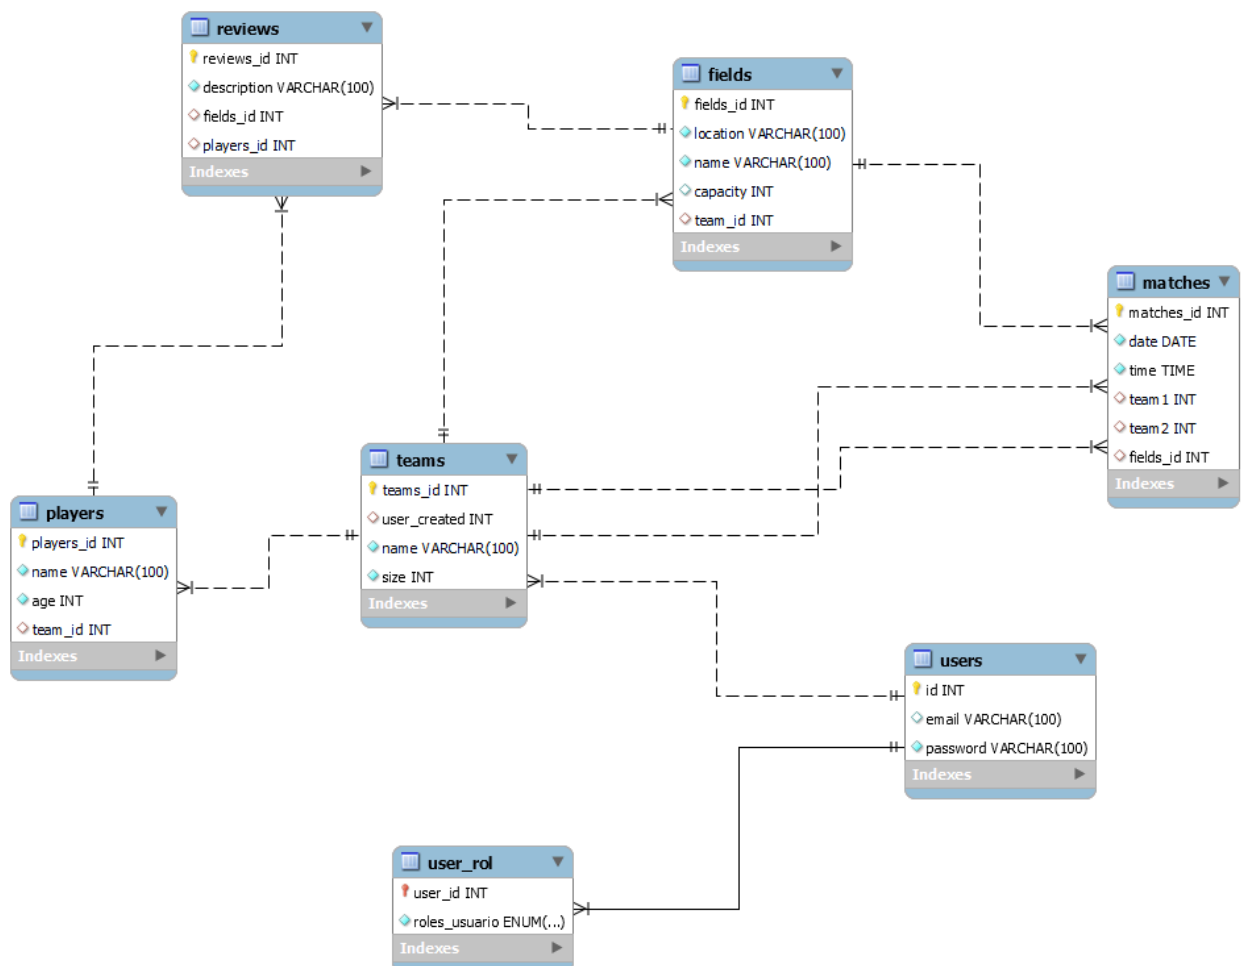 reviews
reviews_id INT
description VARCHAR(100)
fields_id INT
players_id INT
Indexes
fields
fields_id INT
location VARCHAR(100)
name VARCHAR(100)
capacity INT
team_id INT
Indexes
matches
matches_id INT
date DATE
time TIME
team1 INT
team2 INT
fields_id INT
Indexes
teams
teams_id INT
user_created INT
name VARCHAR(100)
size INT
Indexes
players
players_id INT
name VARCHAR(100)
age INT
team_id INT
Indexes
users
id INT
email VARCHAR(100)
password VARCHAR(100)
Indexes
user_rol
user_id INT
roles_usuario ENUM(...)
Indexes